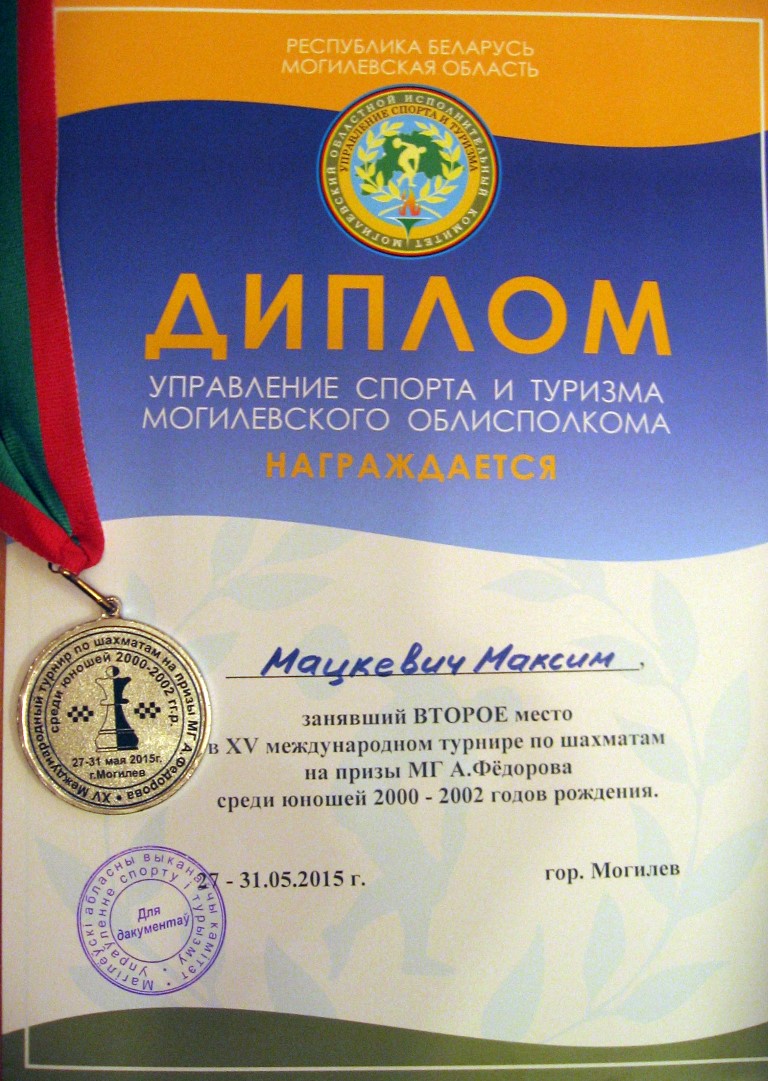 РЕСПУБЛИКА БЕЛАРУСЬ
МОГИЛЕВСКАЯ ОБЛАСТЬ
МОГИЛЕВСКИЙ ОБЛАСТНОЙ ИСПОЛНИТЕЛЬНЫЙ КОМИТЕТ
УПРАВЛЕНИЕ СПОРТА И ТУРИЗМА
ДИПЛОМ
УПРАВЛЕНИЕ СПОРТА И ТУРИЗМА
МОГИЛЕВСКОГО ОБЛИСПОЛКОМА
НАГРАЖДАЕТСЯ
Мацкевич Максим,
занявший ВТОРОЕ место
в XV международном турнире по шахматам
на призы МГ А.Фёдорова
среди юношей 2000 - 2002 годов рождения.
27 - 31.05.2015 г.
гор. Могилев
XV Международный турнир по шахматам на призы МГ А Федорова
среди юношей 2000-2002 гг.р.
27-31 мая 2015г.
г.Могилев
Магілёўскі абласны выканаўчы камітэт
Упраўленне спорту і турызму
Для
дакументаў